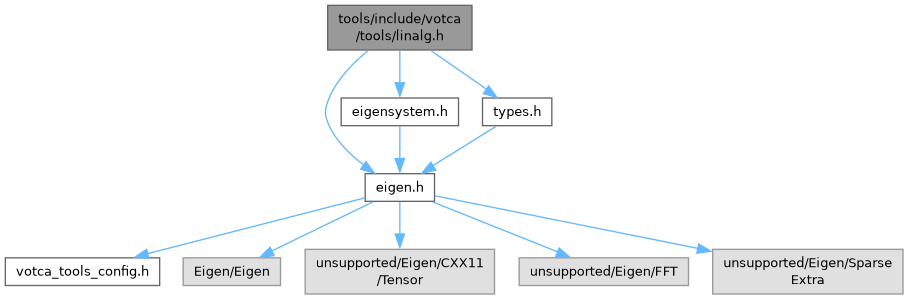 tools/include/votca
/tools/linalg.h
eigensystem.h
types.h
eigen.h
votca_tools_config.h
Eigen/Eigen
unsupported/Eigen/CXX11
/Tensor
unsupported/Eigen/FFT
unsupported/Eigen/Sparse
Extra